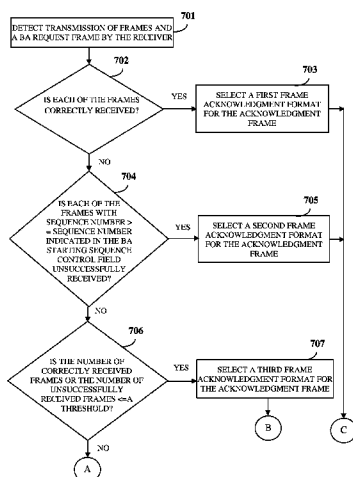 701
DETECT TRANSMISSION OF FRAMES AND
A BA REQUEST FRAME BY THE RECEIVER
702
IS EACH OF THE FRAMES
CORRECTLY RECEIVED?
YES
703
SELECT A FIRST FRAME
ACKNOWLEDGMENT FORMAT
FOR THE ACKNOWLEDGMENT
FRAME
NO
704
IS EACH OF THE
FRAMES WITH
SEQUENCE NUMBER >
= SEQUENCE NUMBER
INDICATED IN THE BA
STARTING SEQUENCE
CONTROL FIELD
UNSUCCESSFULLY
RECEIVED?
YES
705
SELECT A SECOND FRAME
ACKNOWLEDGMENT FORMAT
FOR THE ACKNOWLEDGMENT
FRAME
NO
706
IS THE NUMBER OF
CORRECTLY RECEIVED
FRAMES OR THE NUMBER OF
UNSUCCESSFULLY
RECEIVED FRAMES <=A
THRESHOLD?
YES
707
SELECT A THIRD FRAME
ACKNOWLEDGMENT FORMAT FOR
THE ACKNOWLEDGMENT FRAME
NO
A
B
C